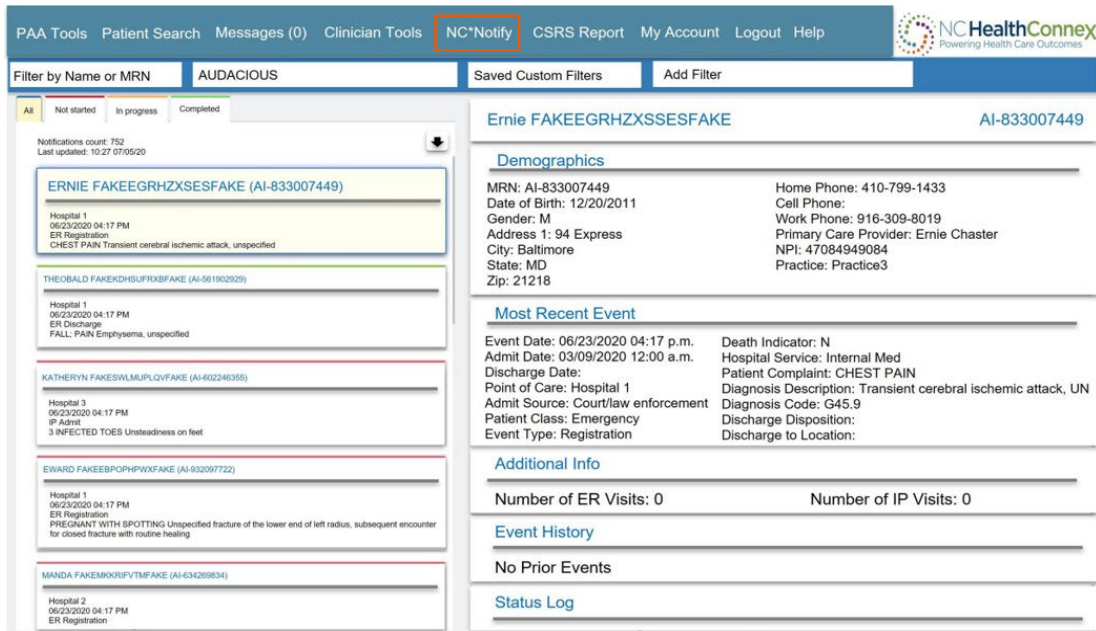 PAA Tools Patient Search Messages (0) Clinician Tools NC*Notify CSRS Report My Account Logout Help
NC HealthConnex
Powering Health Care Outcomes
Filter by Name or MRN AUDACIOUS Saved Custom Filters Add Filter
All Not started In progress Completed
Notifications count: 752
Last updated: 10:27 07/05/20
ERNIE FAKEEGRHZXSESFAKE (AI-833007449)
Hospital 1
06/23/2020 04:17 PM
ER Registration
CHEST PAIN Transient cerebral ischemic attack, unspecified
THEOBALD FAKEKDHSUFRXBFAKE (AI-561902929)
Hospital 1
06/23/2020 04:17 PM
ER Discharge
FALL; PAIN Emphysema, unspecified
KATHERYN FAKESWLMUPLQVFAKE (AI-602246355)
Hospital 3
06/23/2020 04:17 PM
IP Admit
3 INFECTED TOES Unsteadiness on feet
EWARD FAKEEBPOPHPWXFAKE (AI-932097722)
Hospital 1
06/23/2020 04:17 PM
ER Registration
PREGNANT WITH SPOTTING Unspecified fracture of the lower end of left radius, subsequent encounter
for closed fracture with routine healing
MANDA FAKEMKKRIFVTMFAKE (AI-634269834)
Hospital 2
06/23/2020 04:17 PM
ER Registration
Ernie FAKEEGRHZXSSESFAKE AI-833007449
Demographics
MRN: AI-833007449
Date of Birth: 12/20/2011
Gender: M
Address 1: 94 Express
City: Baltimore
State: MD
Zip: 21218
Home Phone: 410-799-1433
Cell Phone:
Work Phone: 916-309-8019
Primary Care Provider: Ernie Chaster
NPI: 47084949084
Practice: Practice3
Most Recent Event
Event Date: 06/23/2020 04:17 p.m.
Admit Date: 03/09/2020 12:00 a.m.
Discharge Date:
Point of Care: Hospital 1
Admit Source: Court/law enforcement
Patient Class: Emergency
Event Type: Registration
Death Indicator: N
Hospital Service: Internal Med
Patient Complaint: CHEST PAIN
Diagnosis Description: Transient cerebral ischemic attack, UN
Diagnosis Code: G45.9
Discharge Disposition:
Discharge to Location:
Additional Info
Number of ER Visits: 0 Number of IP Visits: 0
Event History
No Prior Events
Status Log